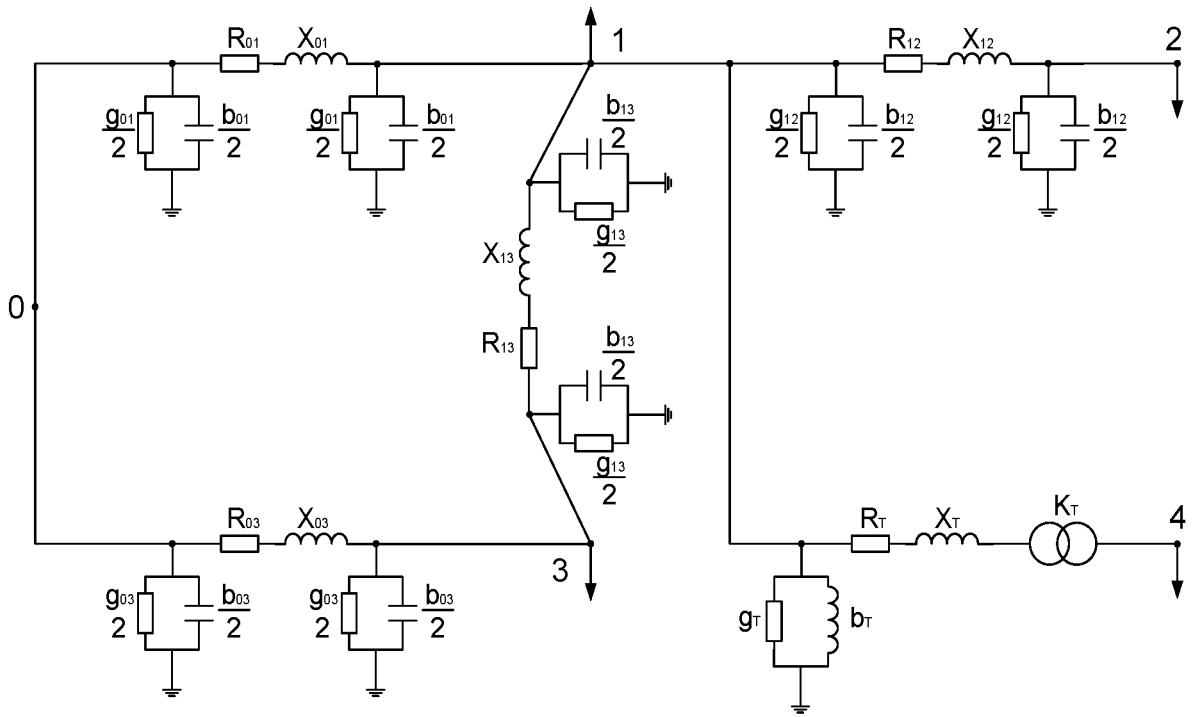 R01 X01 1 R12 X12 2
g01/2 b01/2 g01/2 b01/2 b13/2 g12/2 b12/2 g12/2 b12/2
g13/2
X13
0
R13 b13/2
g13/2
R03 X03 RT XT KT 4
3
g03/2 b03/2 g03/2 b03/2 gT bT